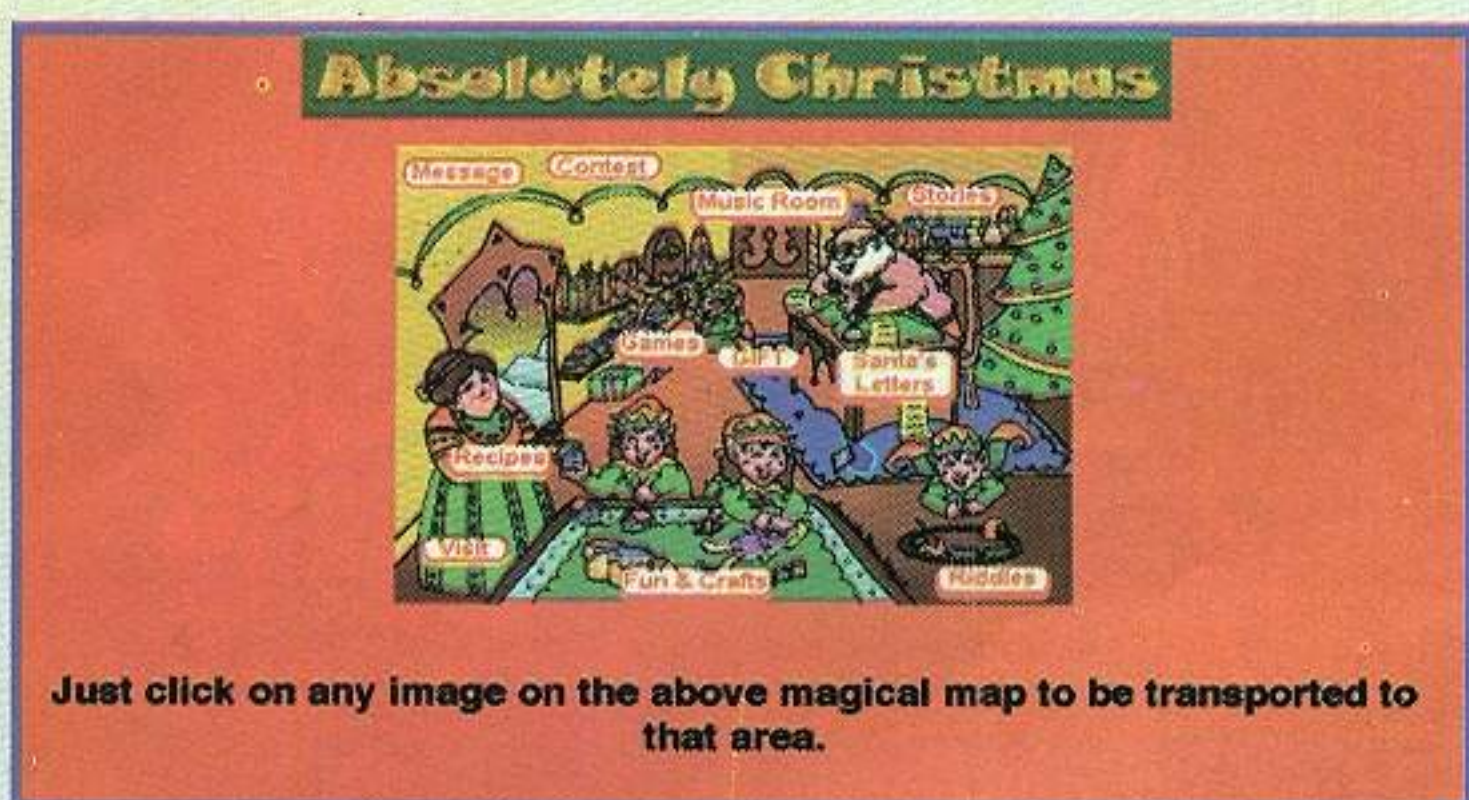 Absolutely Christmas
Message
Contest
Music Room
Stories
Games
GIFT
Santa's
Letters
Recipes
Visit
Fun & Crafts
Riddles
Just click on any image on the above magical map to be transported to
that area.